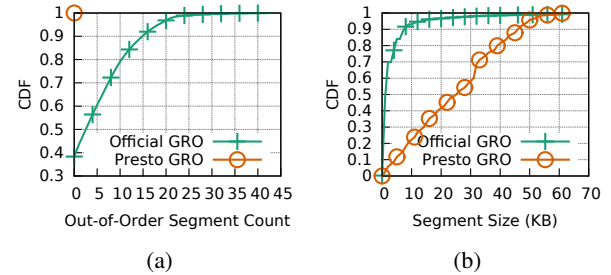 1
0.9
0.8
0.7
0.6
0.5
0.4
0.3
CDF
Official GRO
Presto GRO
0 5 10 15 20 25 30 35 40 45
Out-of-Order Segment Count
(a)
1
0.9
0.8
0.7
0.6
0.5
0.4
0.3
0.2
0.1
0
CDF
Official GRO
Presto GRO
0 10 20 30 40 50 60 70
Segment Size (KB)
(b)